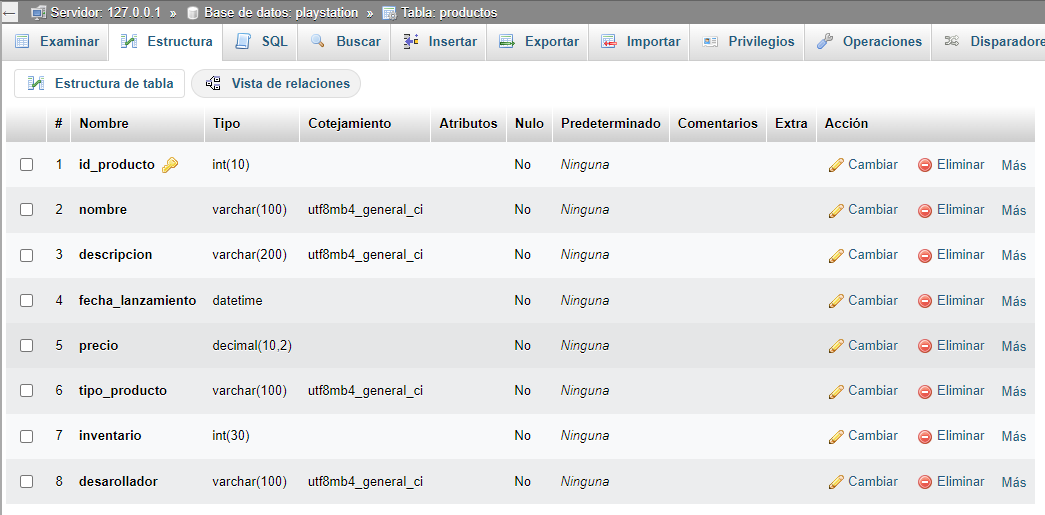 Servidor: 127.0.0.1 » Base de datos: playstation » Tabla: productos
Examinar Estructura SQL Buscar Insertar Exportar Importar Privilegios Operaciones Disparadore
Estructura de tabla Vista de relaciones
# Nombre Tipo Cotejamiento Atributos Nulo Predeterminado Comentarios Extra Acción
1 id_producto int(10) No Ninguna Cambiar Eliminar Más
2 nombre varchar(100) utf8mb4_general_ci No Ninguna Cambiar Eliminar Más
3 descripcion varchar(200) utf8mb4_general_ci No Ninguna Cambiar Eliminar Más
4 fecha_lanzamiento datetime No Ninguna Cambiar Eliminar Más
5 precio decimal(10,2) No Ninguna Cambiar Eliminar Más
6 tipo_producto varchar(100) utf8mb4_general_ci No Ninguna Cambiar Eliminar Más
7 inventario int(30) No Ninguna Cambiar Eliminar Más
8 desarollador varchar(100) utf8mb4_general_ci No Ninguna Cambiar Eliminar Más